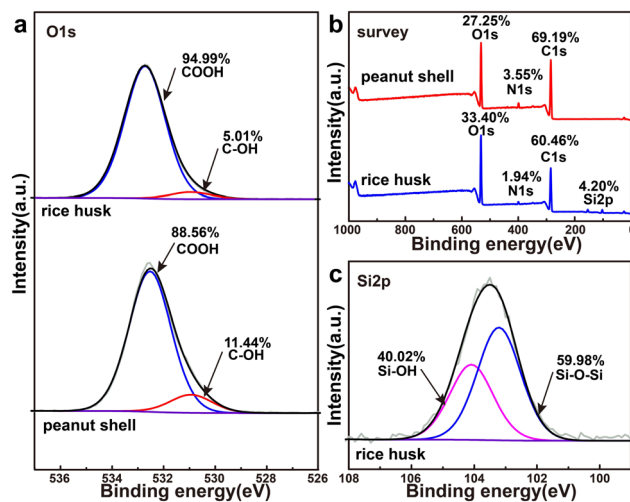 a
O1s
94.99%
COOH
5.01%
C-OH
rice husk
88.56%
COOH
11.44%
C-OH
peanut shell
Intensity(a.u.)
536
534
532
530
528
526
Binding energy(eV)
b
survey
27.25%
O1s
69.19%
C1s
peanut shell
3.55%
N1s
33.40%
O1s
60.46%
C1s
rice husk
1.94%
N1s
4.20%
Si2p
Intensity(a.u.)
1000
800
600
400
200
0
Binding energy(eV)
c
Si2p
40.02%
Si-OH
59.98%
Si-O-Si
rice husk
Intensity(a.u.)
108
106
104
102
100
Binding energy(eV)